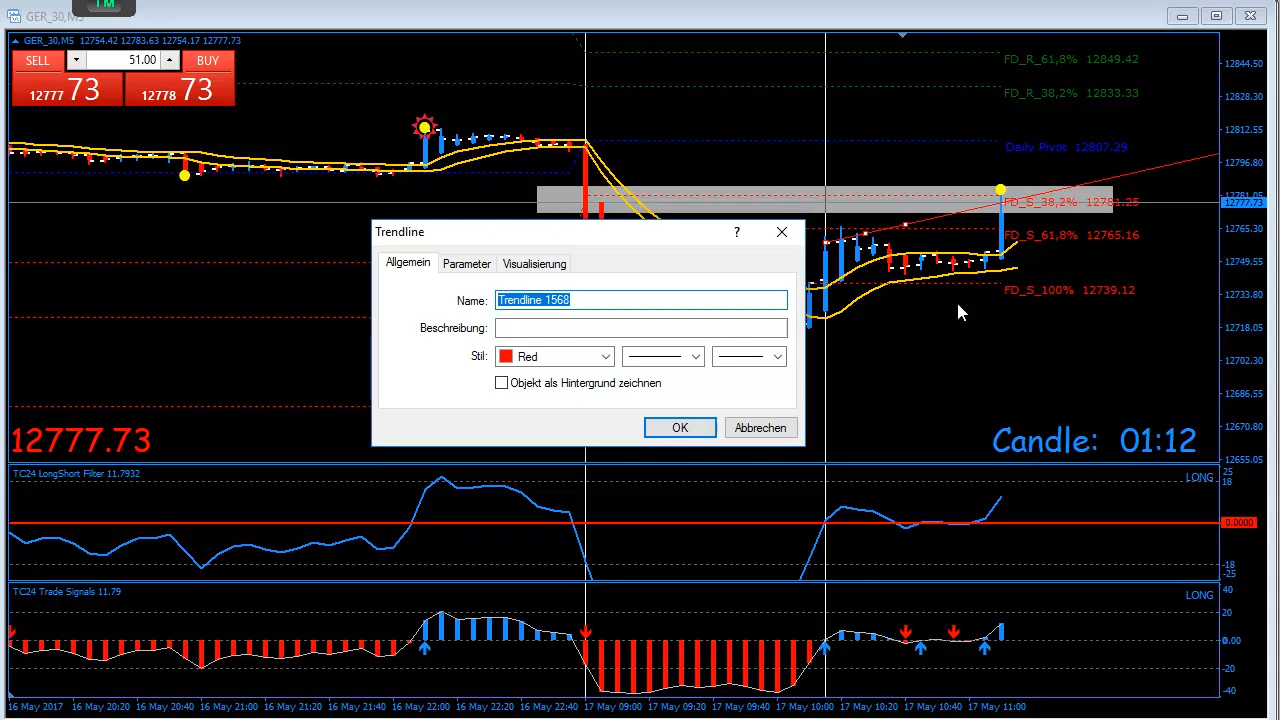 TM
GER_30,M5
GER_30,M5 12754.42 12783.63 12754.17 12777.73
SELL 51.00 BUY
12777 73 12778 73
FD_R_61,8% 12849.42
FD_R_38,2% 12833.33
Daily Pivot 12807.29
FD_S_38,2% 12781.25
FD_S_61,8% 12765.16
FD_S_100% 12739.12
12844.50
12828.30
12812.55
12796.80
12781.05
12777.73
12765.30
12749.55
12733.80
12718.05
12702.30
12686.55
12670.80
12655.05
Trendline ?
Allgemein Parameter Visualisierung
Name: Trendline 1568
Beschreibung:
Stil: Red
Objekt als Hintergrund zeichnen
OK Abbrechen
12777.73
Candle: 01:12
TC24 LongShort Filter 11.7932
LONG
25
18
0.0000
-18
-25
TC24 Trade Signals 11.79
LONG
40
20
0.00
-20
-40
16 May 2017 16 May 20:20 16 May 20:40 16 May 21:00 16 May 21:20 16 May 21:40 16 May 22:00 16 May 22:20 16 May 22:40 17 May 09:00 17 May 09:20 17 May 09:40 17 May 10:00 17 May 10:20 17 May 10:40 17 May 11:00